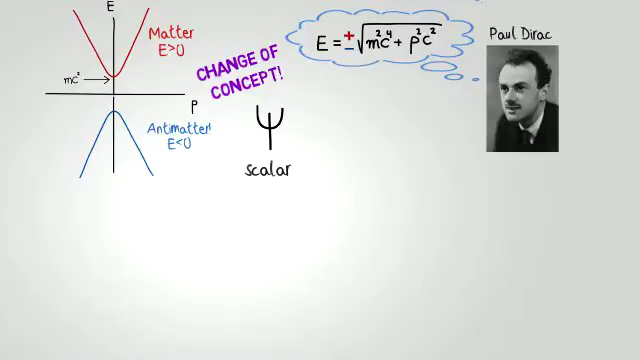 E
Matter
E>0
mc²
P
Antimatter!
E<0
CHANGE OF
CONCEPT!
Ψ
scalar
E = ± √m²c⁴ + p²c²
Paul Dirac